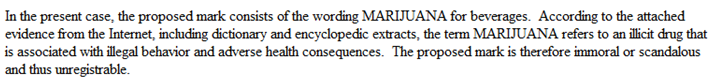 In the present case, the proposed mark consists of the wording MARIJUANA for beverages.  According to the attached
evidence from the Internet, including dictionary and encyclopedic extracts, the term MARIJUANA refers to an illicit drug that
is associated with illegal behavior and adverse health consequences.  The proposed mark is therefore immoral or scandalous
and thus unregistrable.